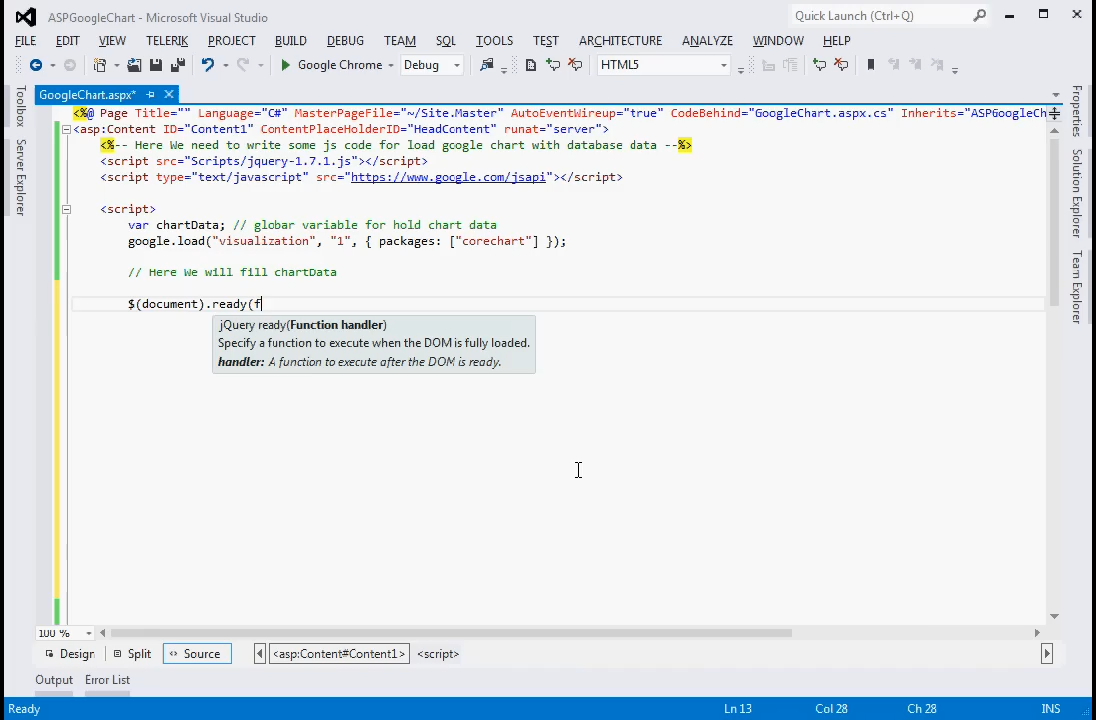 ASPGoogleChart - Microsoft Visual Studio
Quick Launch (Ctrl+Q)
FILE EDIT VIEW TELERIK PROJECT BUILD DEBUG TEAM SQL TOOLS TEST ARCHITECTURE ANALYZE WINDOW HELP
Google Chrome Debug HTML5
Toolbox
Server Explorer
GoogleChart.aspx*
<%@ Page Title="" Language="C#" MasterPageFile="~/Site.Master" AutoEventWireup="true" CodeBehind="GoogleChart.aspx.cs" Inherits="ASPGoogleCh
<asp:Content ID="Content1" ContentPlaceHolderID="HeadContent" runat="server">
<%-- Here We need to write some js code for load google chart with database data --%>
<script src="Scripts/jquery-1.7.1.js"></script>
<script type="text/javascript" src="https://www.google.com/jsapi"></script>
<script>
var chartData; // globar variable for hold chart data
google.load("visualization", "1", { packages: ["corechart"] });
// Here We will fill chartData
$(document).ready(f
jQuery ready(Function handler)
Specify a function to execute when the DOM is fully loaded.
handler: A function to execute after the DOM is ready.
Properties
Solution Explorer
Team Explorer
100 %
Design Split Source <asp:Content#Content1> <script>
Output Error List
Ready Ln 13 Col 28 Ch 28 INS